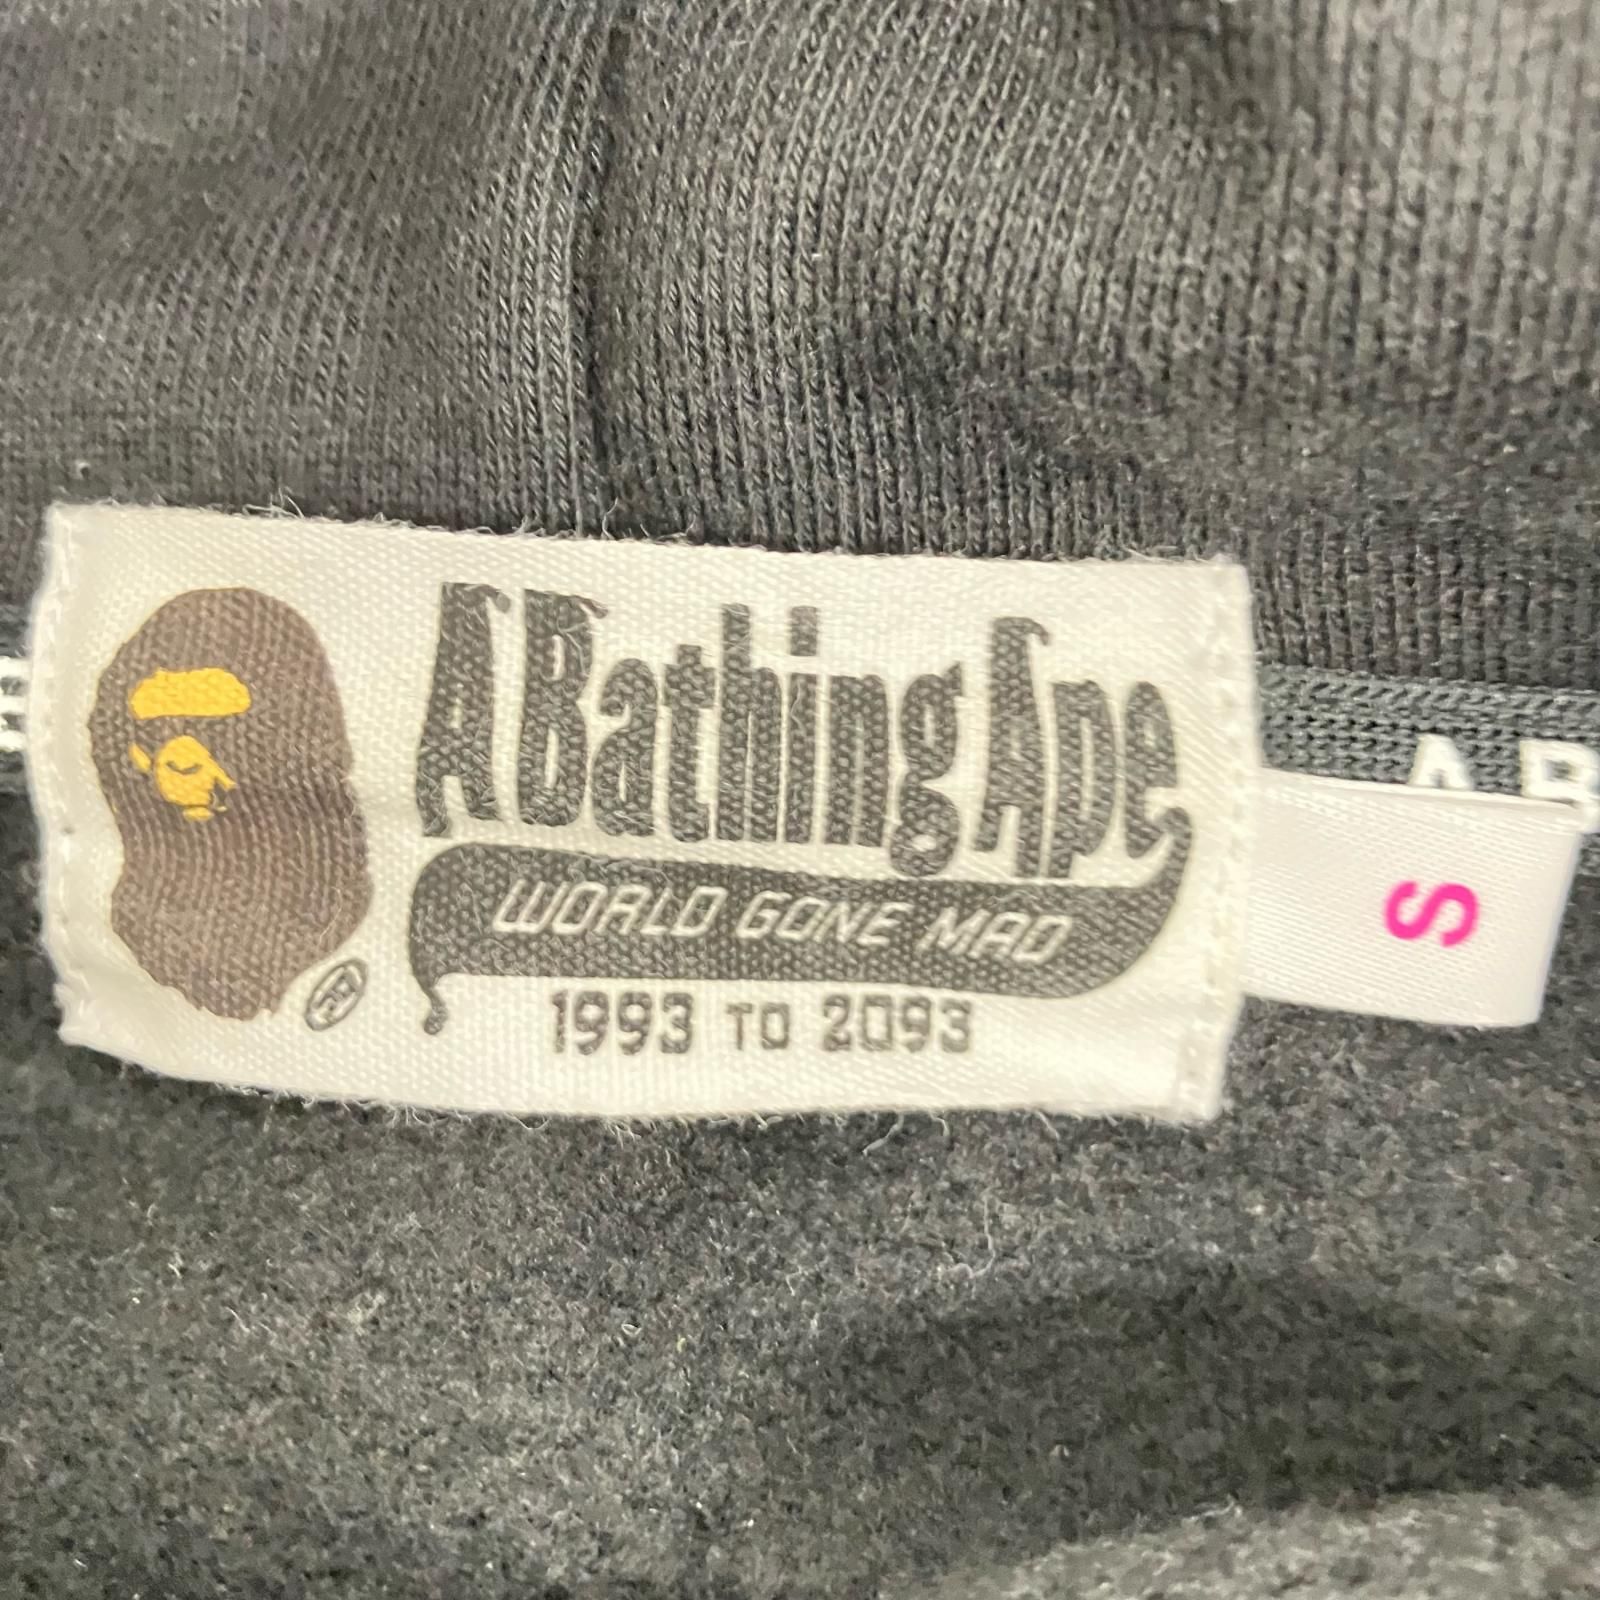 A Bathing Ape
WORLD GONE MAD
1993 TO 2093
®
S
A B